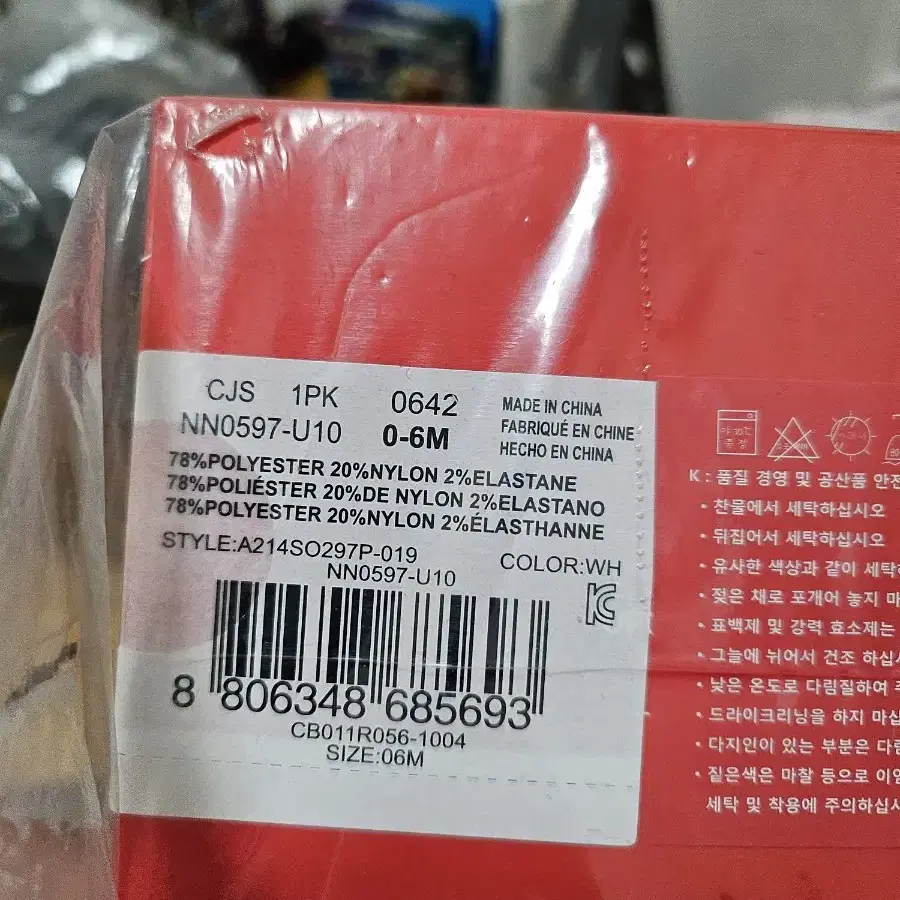 CJS 1PK 0642
NN0597-U10 0-6M
MADE IN CHINA
FABRIQUÉ EN CHINE
HECHO EN CHINA
78%POLYESTER 20%NYLON 2%ELASTANE
78%POLIÉSTER 20%DE NYLON 2%ELASTANO
78%POLYESTER 20%NYLON 2%ÉLASTHANNE
STYLE:A214SO297P-019 COLOR:WH
NN0597-U10
8 806348 685693
CB011R056-1004
SIZE:06M
K : 품질 경영 및 공산품 안전
· 찬물에서 세탁하십시오
· 뒤집어서 세탁하십시오
· 유사한 색상과 같이 세탁
· 젖은 채로 포개어 놓지 마
· 표백제 및 강력 효소제는
· 그늘에 뉘어서 건조 하십
· 낮은 온도로 다림질하여
· 드라이크리닝을 하지 마십
· 다지인이 있는 부분은 다
· 짙은색은 마찰 등으로 이
세탁 및 착용에 주의하십시